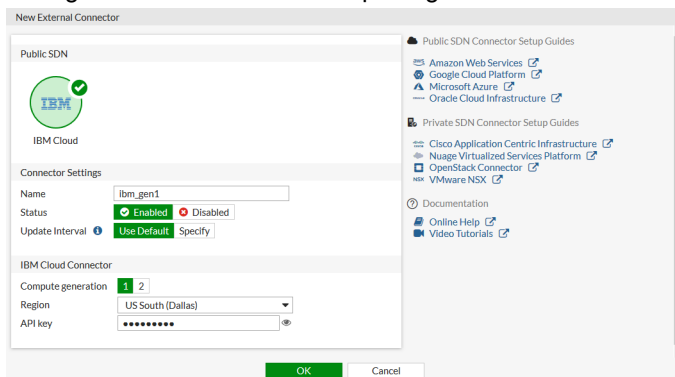 New External Connector
Public SDN
IBM
IBM Cloud
Connector Settings
Name ibm_gen1
Status Enabled Disabled
Update Interval Use Default Specify
IBM Cloud Connector
Compute generation 1 2
Region US South (Dallas)
API key •••••••••
Public SDN Connector Setup Guides
aws Amazon Web Services
Google Cloud Platform
Microsoft Azure
Oracle Cloud Infrastructure
Private SDN Connector Setup Guides
Cisco Application Centric Infrastructure
Nuage Virtualized Services Platform
OpenStack Connector
NSX VMware NSX
Documentation
Online Help
Video Tutorials
OK Cancel